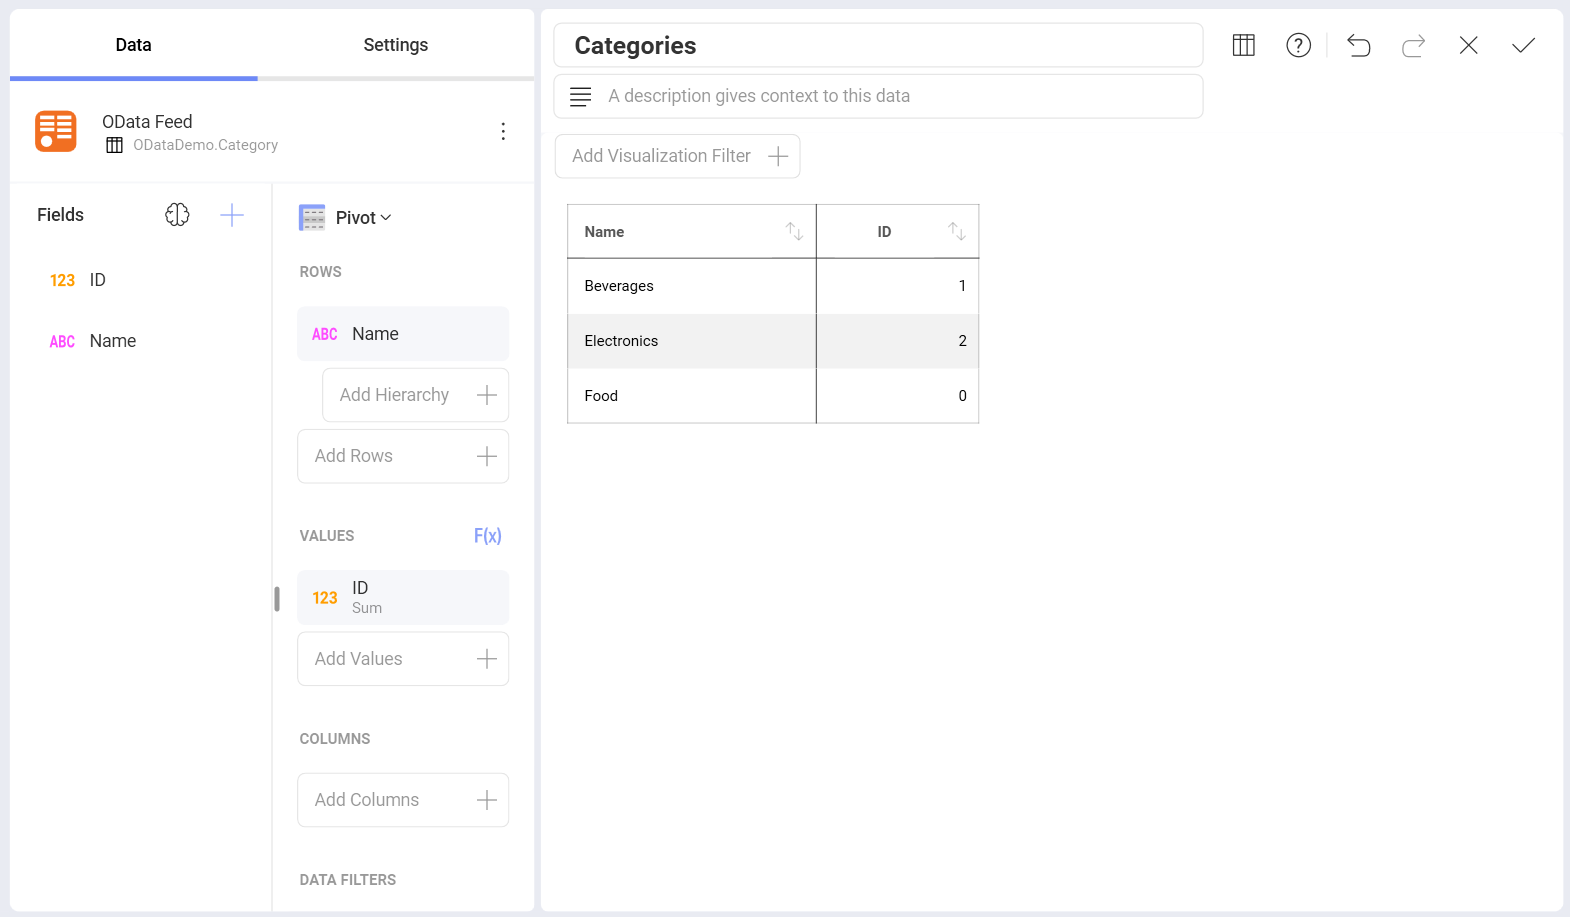 Data
Settings
OData Feed
ODataDemo.Category
Fields
123 ID
ABC Name
Pivot
ROWS
ABC Name
Add Hierarchy
Add Rows
VALUES F(x)
123 ID
Sum
Add Values
COLUMNS
Add Columns
DATA FILTERS
Categories
?
A description gives context to this data
Add Visualization Filter
Name ID
Beverages 1
Electronics 2
Food 0